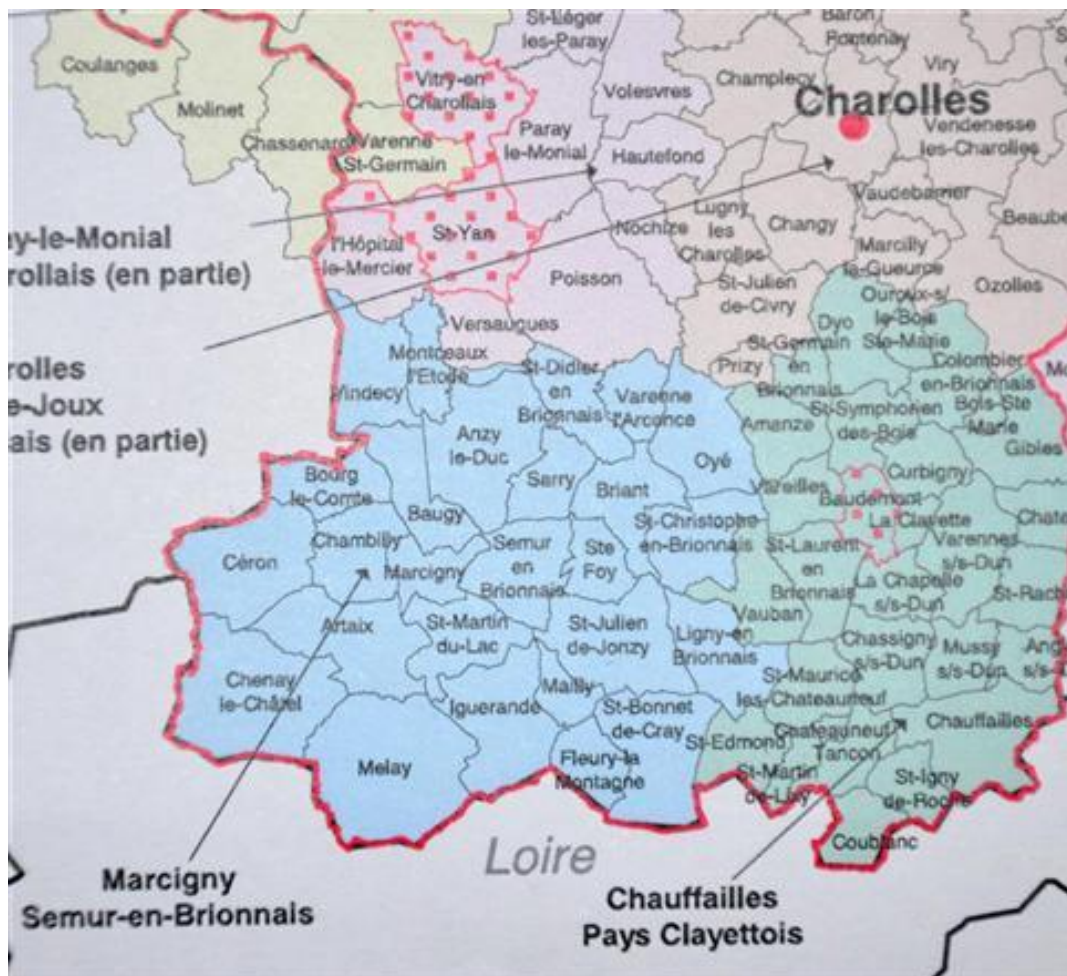 St-Léger
les-Paray
Baron
Fontenay
Coulanges
Viry
Vitry-en
Charollais
Champlecy
Volesvres
Molinet
Charolles
Paray
le-Monial
Vendenesse
les-Charolles
Chassenard
Varenne
St-Germain
Hautefond
Vaudebarrier
Lugny
les
Charolles
Changy
Beaube
ay-le-Monial
arollais (en partie)
St-Yan
Nochize
Marcilly
la-Gueurce
l'Hôpital
le-Mercier
Poisson
St-Julien
de-Civry
Ozolles
Ouroux-s/
le-Bois
Ste-Marie
Versaugues
Dyo
St-Germain
en
Brionnais
Montceaux
l'Etoile
St-Didier
en
Brionnais
Prizy
Colombier
en-Brionnais
Mo
rolles
e-Joux
ais (en partie)
Vindecy
Varenne
l'Arconce
St-Symphorien
des-Bois
Bois-Ste
Marie
Amanze
Anzy
le-Duc
Gibles
Oyé
Bourg
le-Comte
Sarry
Briant
Vareilles
Curbigny
Baudemont
Baugy
La Clayette
Chate
St-Christophe
en-Brionnais
Chambilly
Semur
en
Brionnais
Ste
Foy
St-Laurent
en
Brionnais
Varennes
s/s-Dun
Céron
Marcigny
La Chapelle
s/s-Dun
St-Rach
Vauban
Artaix
St-Martin
du-Lac
St-Julien
de-Jonzy
Ligny-en
Brionnais
Chassigny
s/s-Dun
Mussy
s/s-Dun
Ang
s/s-D
Chenay
le-Châtel
Mailly
St-Maurice
les-Chateauneuf
Iguerande
St-Bonnet
de-Cray
Chauffailles
St-Edmond
Chateauneuf
Tancon
Melay
Fleury-la
Montagne
St-Martin
de-Lixy
St-Igny
de-Roche
Coublanc
Loire
Marcigny
Semur-en-Brionnais
Chauffailles
Pays Clayettois